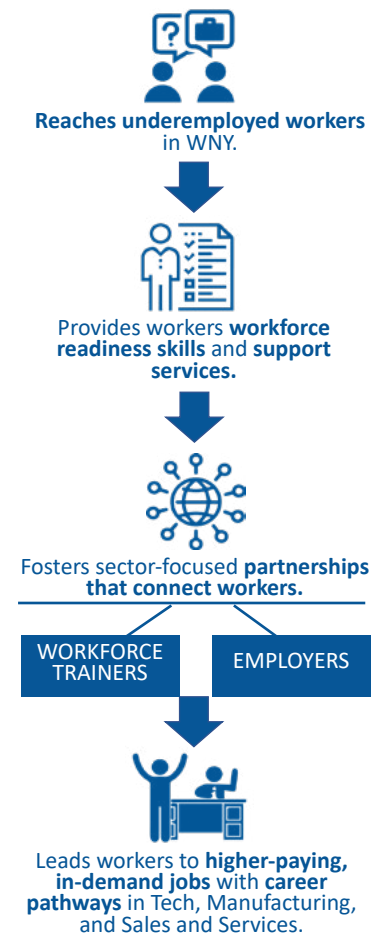 ?
Reaches underemployed workers
in WNY.
Provides workers workforce
readiness skills and support
services.
Fosters sector-focused partnerships
that connect workers.
WORKFORCE
TRAINERS
EMPLOYERS
Leads workers to higher-paying,
in-demand jobs with career
pathways in Tech, Manufacturing,
and Sales and Services.